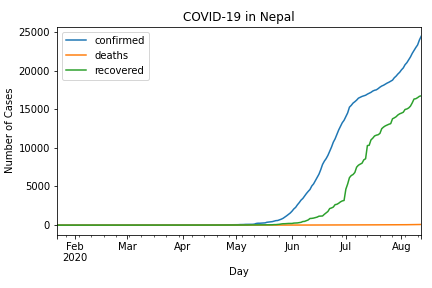 COVID-19 in Nepal
confirmed
deaths
recovered
Number of Cases
25000
20000
15000
10000
5000
0
Feb Mar Apr May Jun Jul Aug
2020
Day